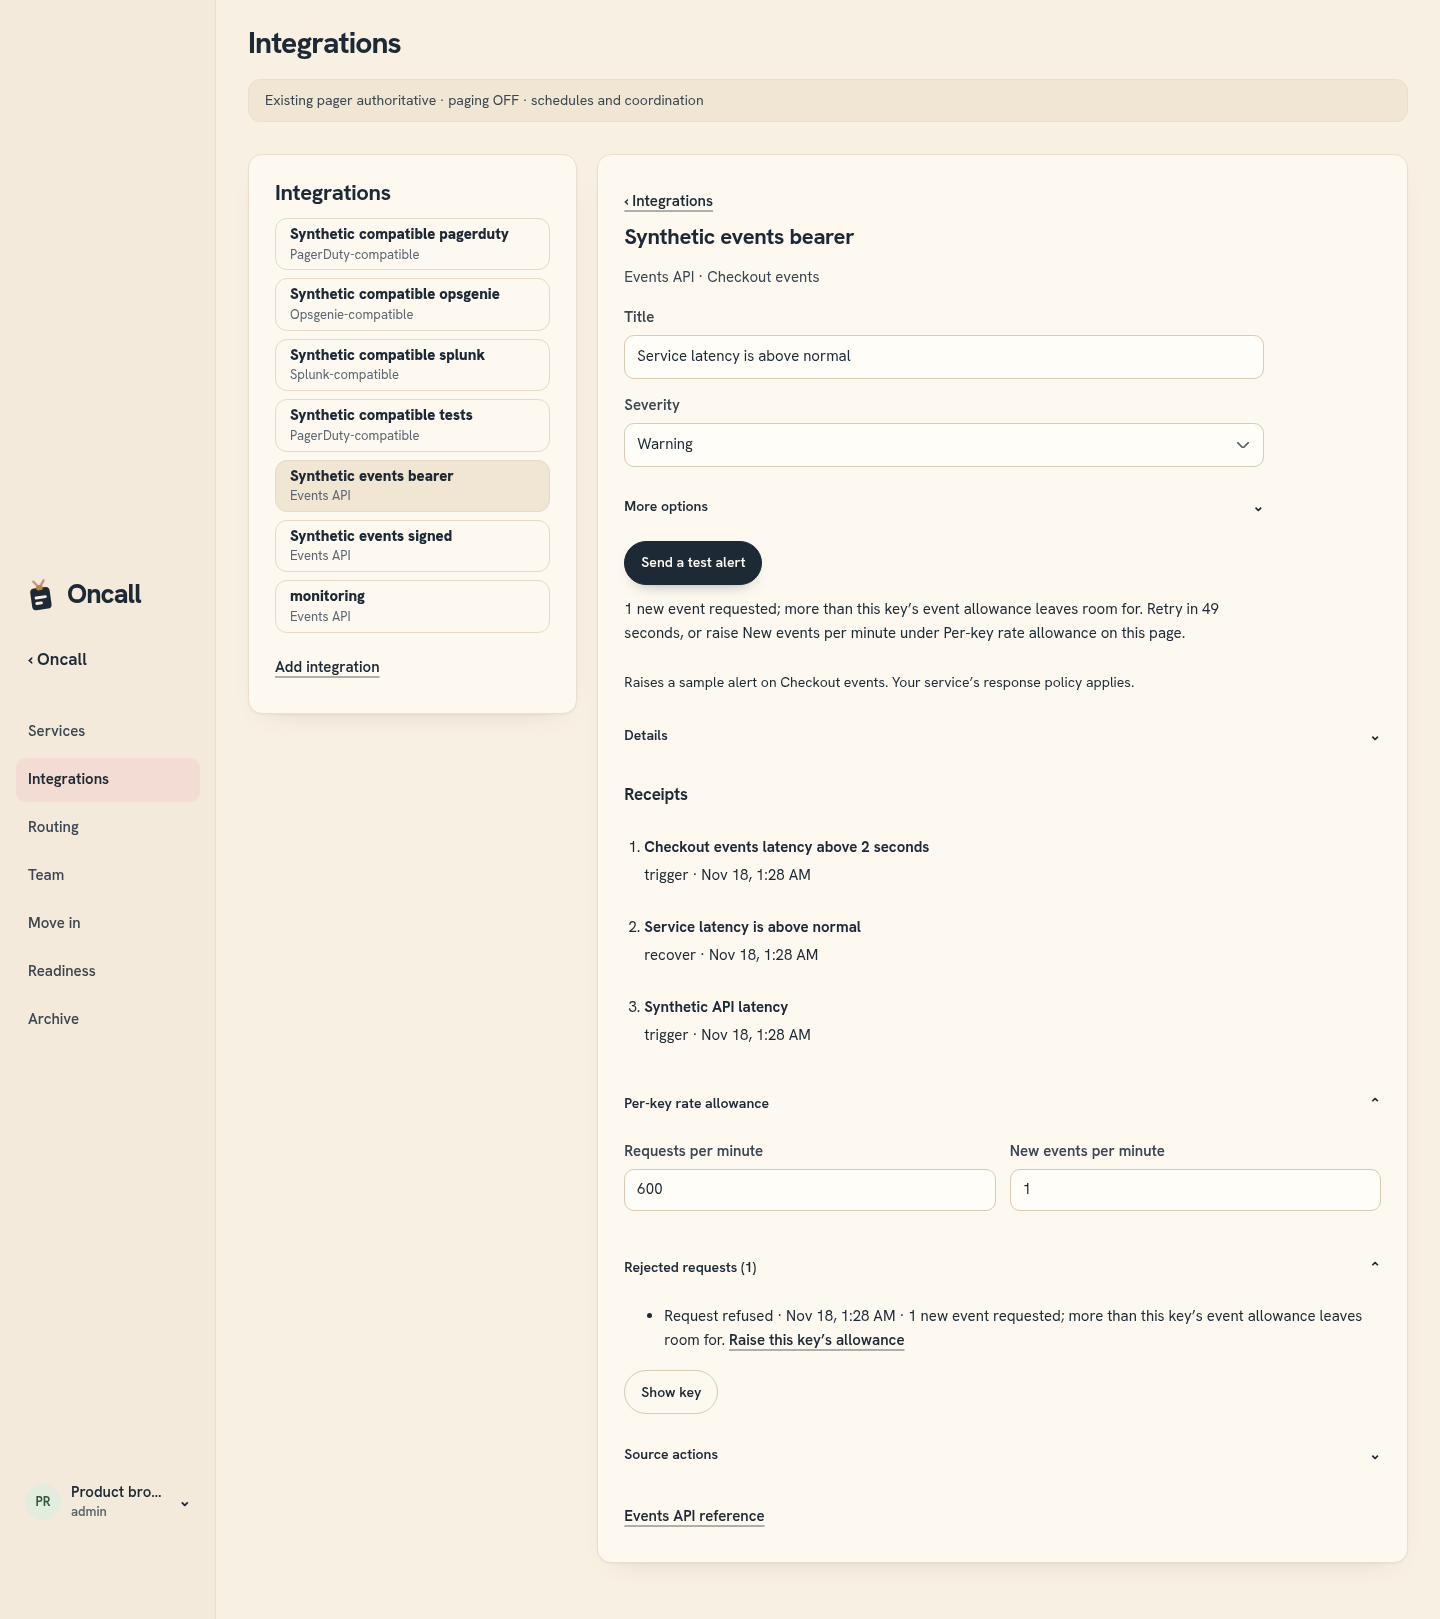 Oncall
‹ Oncall
Services
Integrations
Routing
Team
Move in
Readiness
Archive
PR
Product bro...
admin
Integrations
Existing pager authoritative · paging OFF · schedules and coordination
Integrations
Synthetic compatible pagerduty
PagerDuty-compatible
Synthetic compatible opsgenie
Opsgenie-compatible
Synthetic compatible splunk
Splunk-compatible
Synthetic compatible tests
PagerDuty-compatible
Synthetic events bearer
Events API
Synthetic events signed
Events API
monitoring
Events API
Add integration
‹ Integrations
Synthetic events bearer
Events API · Checkout events
Title
Service latency is above normal
Severity
Warning
More options
Send a test alert
1 new event requested; more than this key’s event allowance leaves room for. Retry in 49
seconds, or raise New events per minute under Per-key rate allowance on this page.
Raises a sample alert on Checkout events. Your service’s response policy applies.
Details
Receipts
1. Checkout events latency above 2 seconds
trigger · Nov 18, 1:28 AM
2. Service latency is above normal
recover · Nov 18, 1:28 AM
3. Synthetic API latency
trigger · Nov 18, 1:28 AM
Per-key rate allowance
Requests per minute
600
New events per minute
1
Rejected requests (1)
• Request refused · Nov 18, 1:28 AM · 1 new event requested; more than this key’s event allowance leaves
room for. Raise this key’s allowance
Show key
Source actions
Events API reference